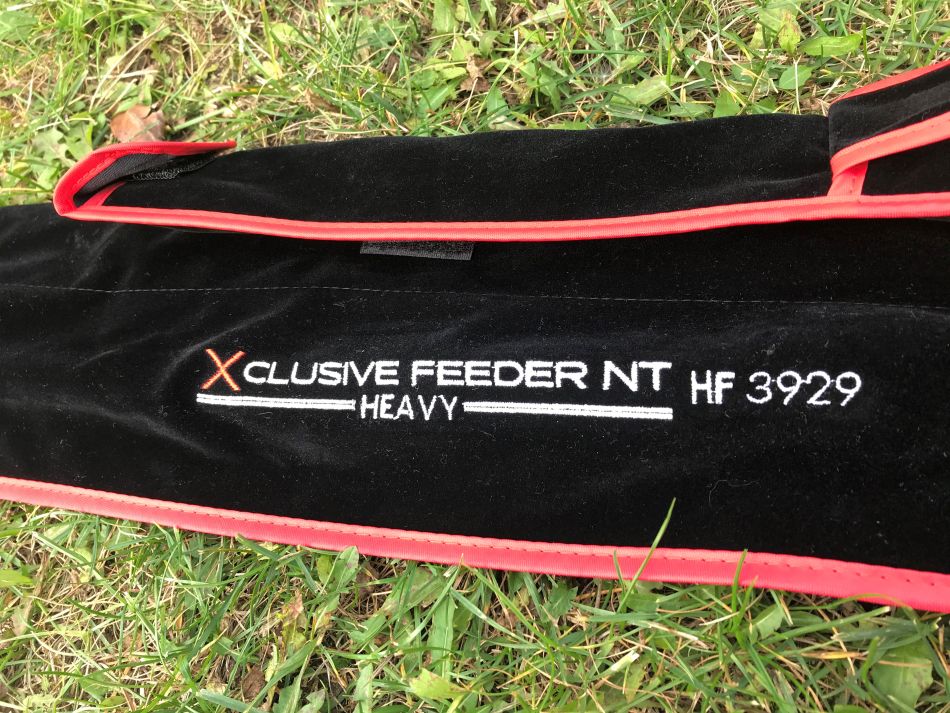 XCLUSIVE FEEDER NT HF 3929
HEAVY